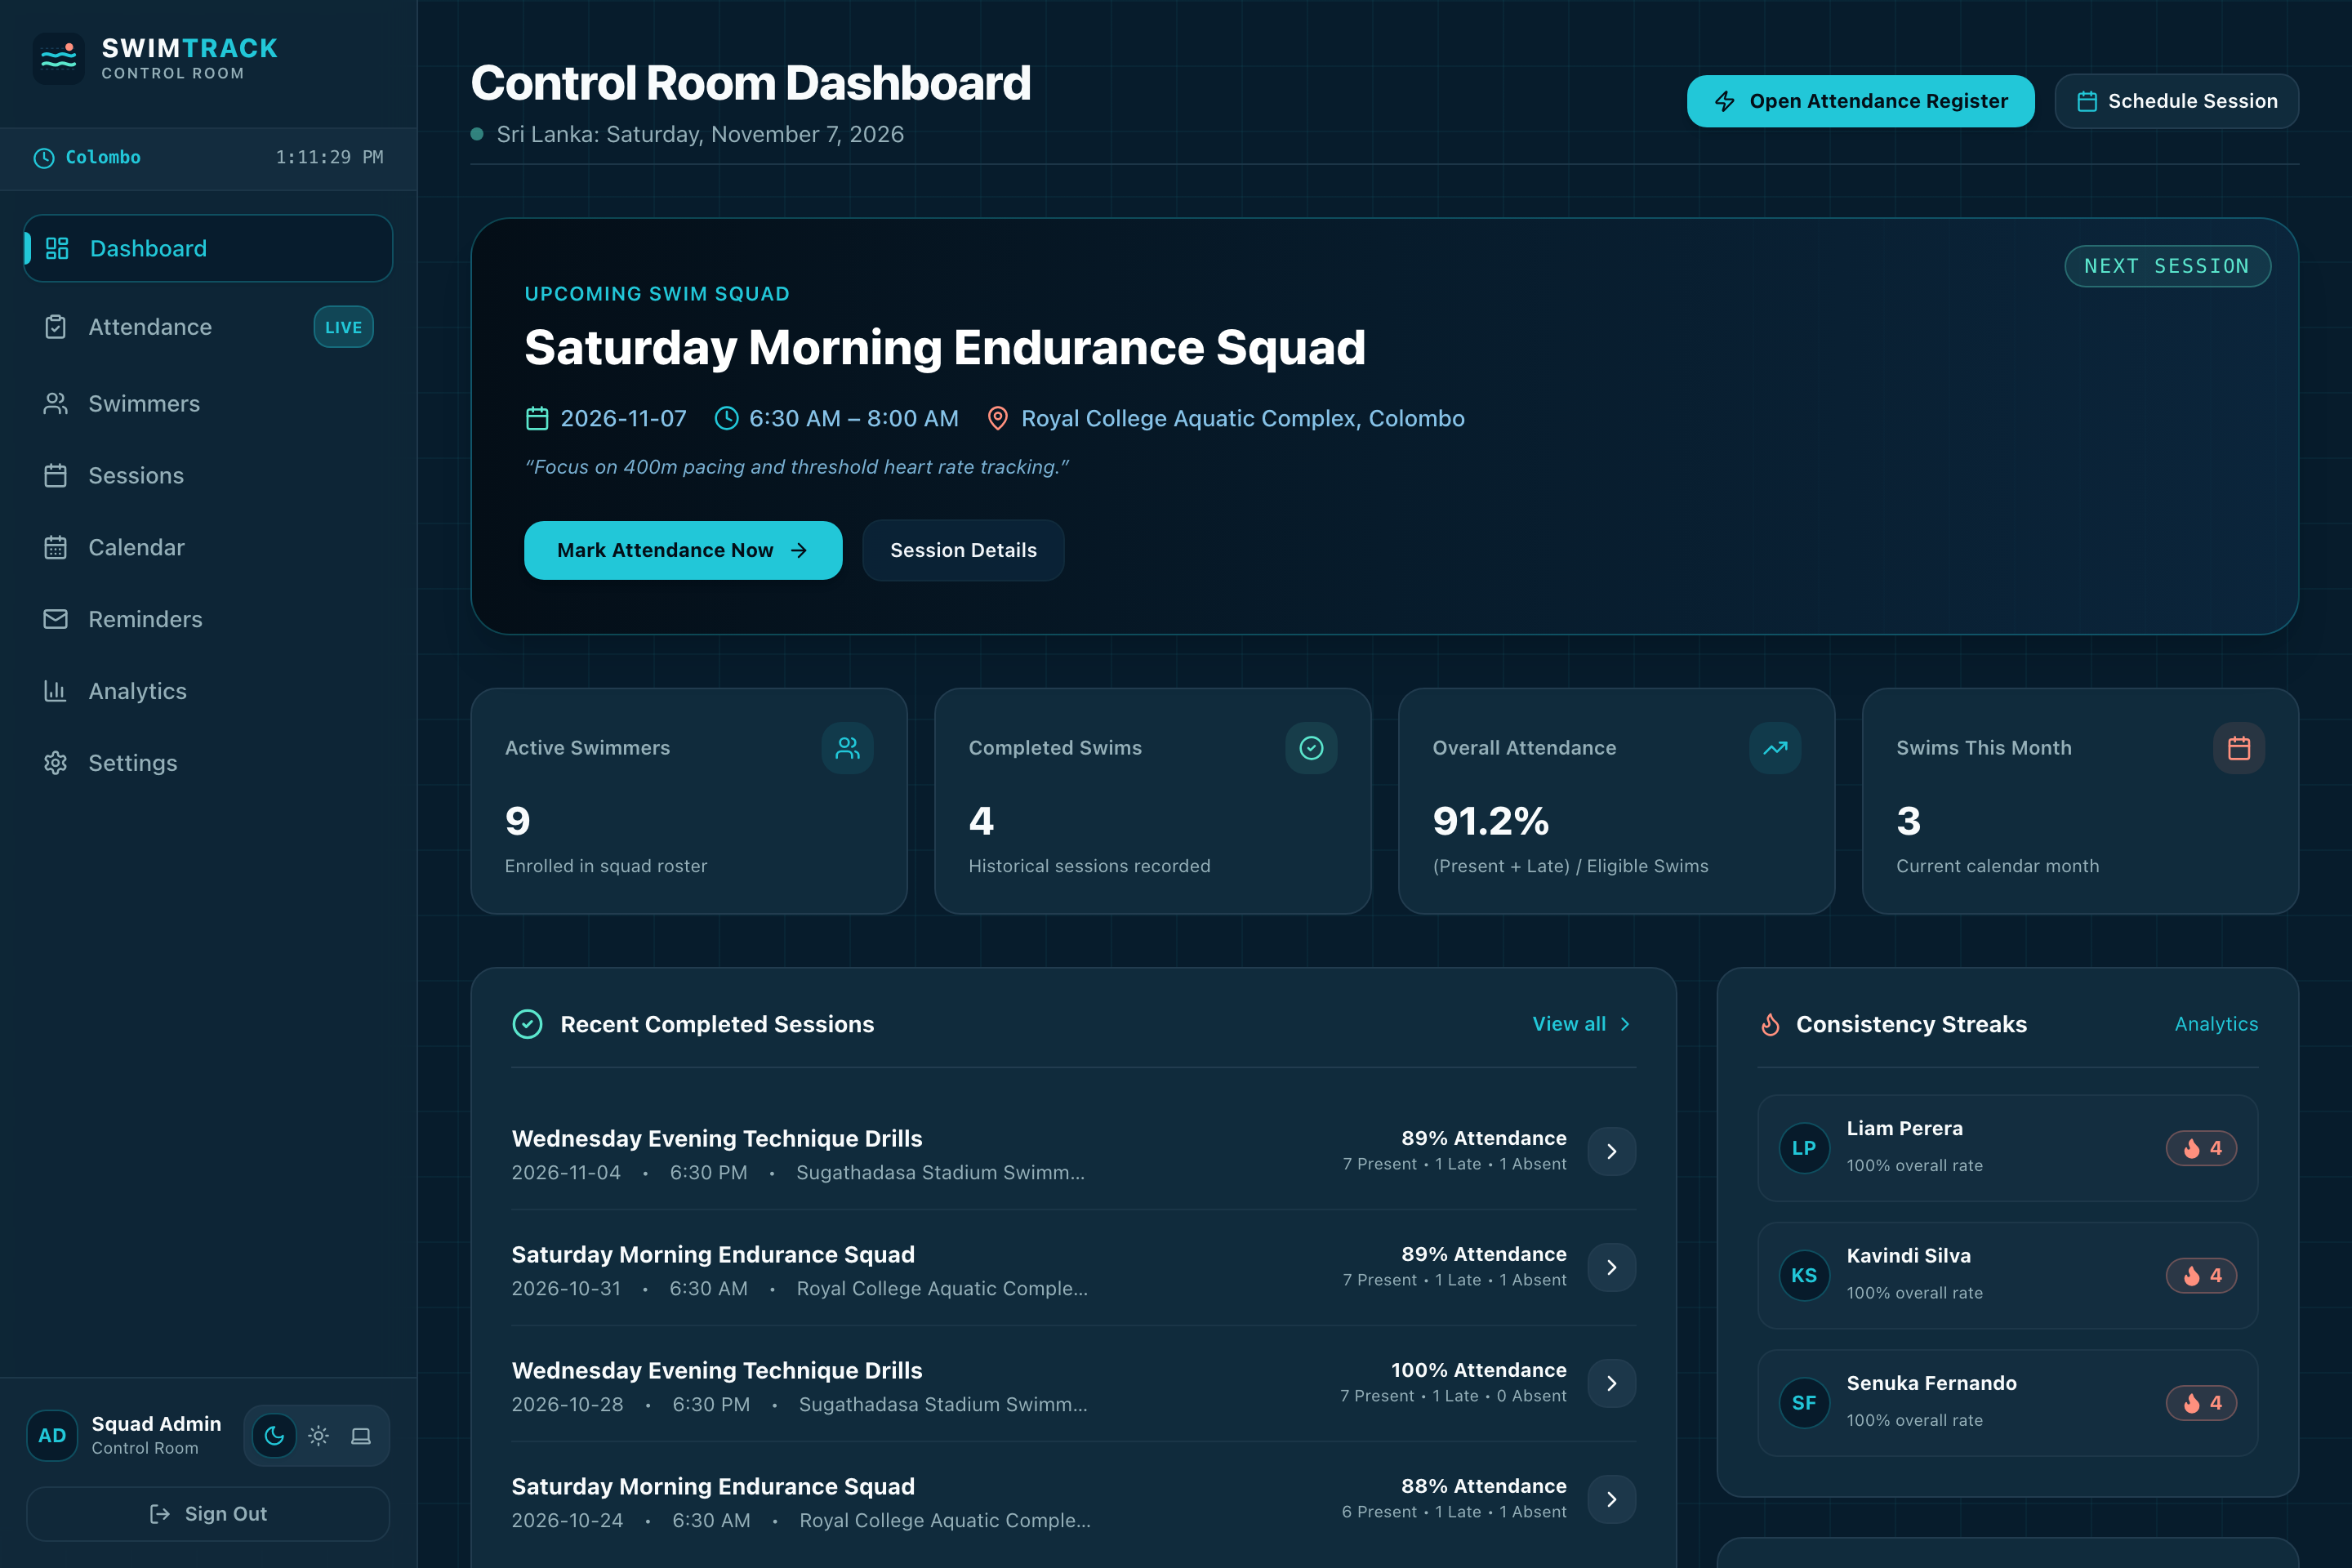 SWIMTRACK
CONTROL ROOM
Colombo 1:11:29 PM
Dashboard
Attendance LIVE
Swimmers
Sessions
Calendar
Reminders
Analytics
Settings
AD Squad Admin
Control Room
Sign Out
Control Room Dashboard
Sri Lanka: Saturday, November 7, 2026
Open Attendance Register
Schedule Session
NEXT SESSION
UPCOMING SWIM SQUAD
Saturday Morning Endurance Squad
2026-11-07 6:30 AM – 8:00 AM Royal College Aquatic Complex, Colombo
“Focus on 400m pacing and threshold heart rate tracking.”
Mark Attendance Now
Session Details
Active Swimmers
9
Enrolled in squad roster
Completed Swims
4
Historical sessions recorded
Overall Attendance
91.2%
(Present + Late) / Eligible Swims
Swims This Month
3
Current calendar month
Recent Completed Sessions View all
Wednesday Evening Technique Drills
2026-11-04 • 6:30 PM • Sugathadasa Stadium Swimm...
89% Attendance
7 Present • 1 Late • 1 Absent
Saturday Morning Endurance Squad
2026-10-31 • 6:30 AM • Royal College Aquatic Comple...
89% Attendance
7 Present • 1 Late • 1 Absent
Wednesday Evening Technique Drills
2026-10-28 • 6:30 PM • Sugathadasa Stadium Swimm...
100% Attendance
7 Present • 1 Late • 0 Absent
Saturday Morning Endurance Squad
2026-10-24 • 6:30 AM • Royal College Aquatic Comple...
88% Attendance
6 Present • 1 Late • 1 Absent
Consistency Streaks Analytics
LP Liam Perera
100% overall rate
4
KS Kavindi Silva
100% overall rate
4
SF Senuka Fernando
100% overall rate
4